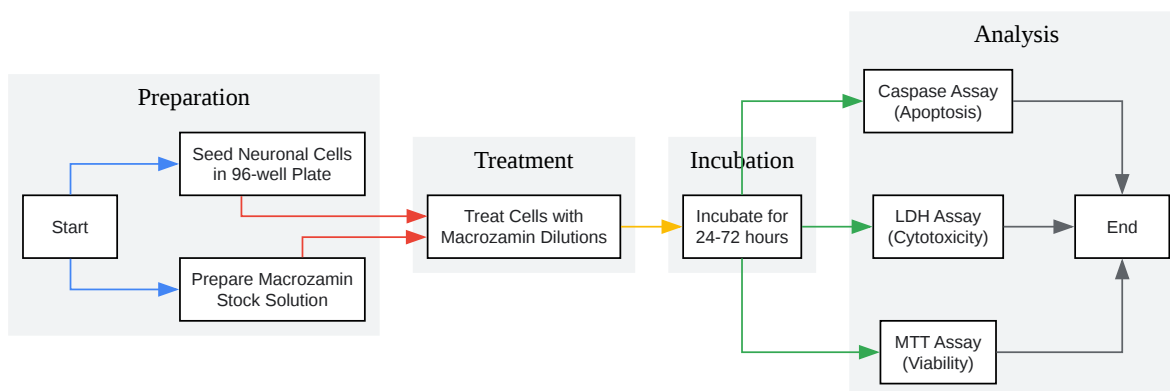 Preparation
Start
Seed Neuronal Cells
in 96-well Plate
Prepare Macrozamin
Stock Solution
Treatment
Treat Cells with
Macrozamin Dilutions
Incubation
Incubate for
24-72 hours
Analysis
Caspase Assay
(Apoptosis)
LDH Assay
(Cytotoxicity)
MTT Assay
(Viability)
End